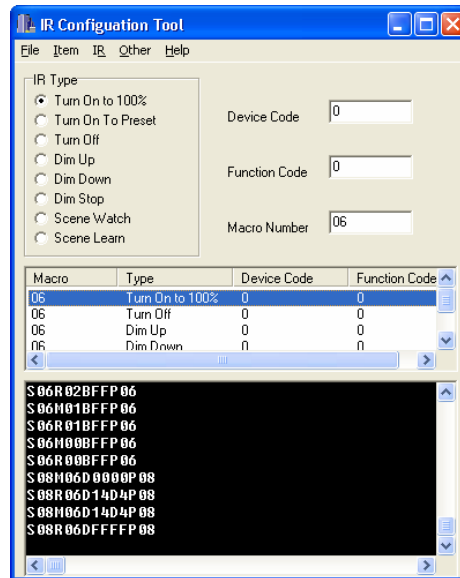 IR Configuation Tool
File Item IR Other Help
IR Type
Turn On to 100%
Turn On To Preset
Turn Off
Dim Up
Dim Down
Dim Stop
Scene Watch
Scene Learn
Device Code 0
Function Code 0
Macro Number 06
Macro Type Device Code Function Code
06 Turn On to 100% 0 0
06 Turn Off 0 0
06 Dim Up 0 0
06 Dim Down 0 0
S06R02BFFP06
S06M01BFFP06
S06R01BFFP06
S06M00BFFP06
S06R00BFFP06
S08M06D0000P08
S08R06D14D4P08
S08M06D14D4P08
S08R06DFFFFP08